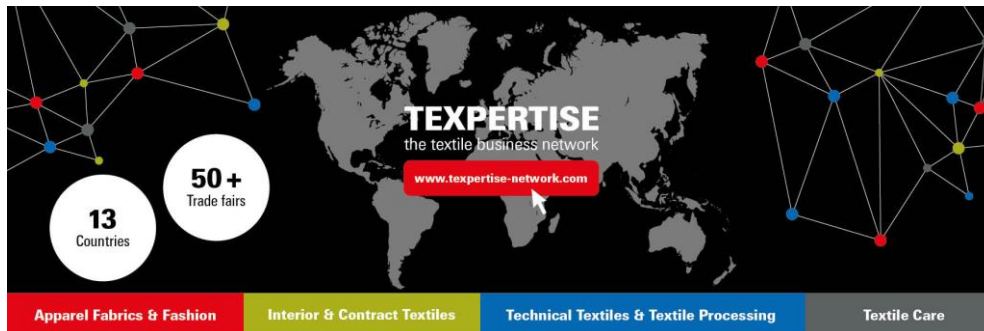 TEXPERTISE
the textile business network
www.texpertise-network.com
50 +
Trade fairs
13
Countries
Apparel Fabrics & Fashion
Interior & Contract Textiles
Technical Textiles & Textile Processing
Textile Care